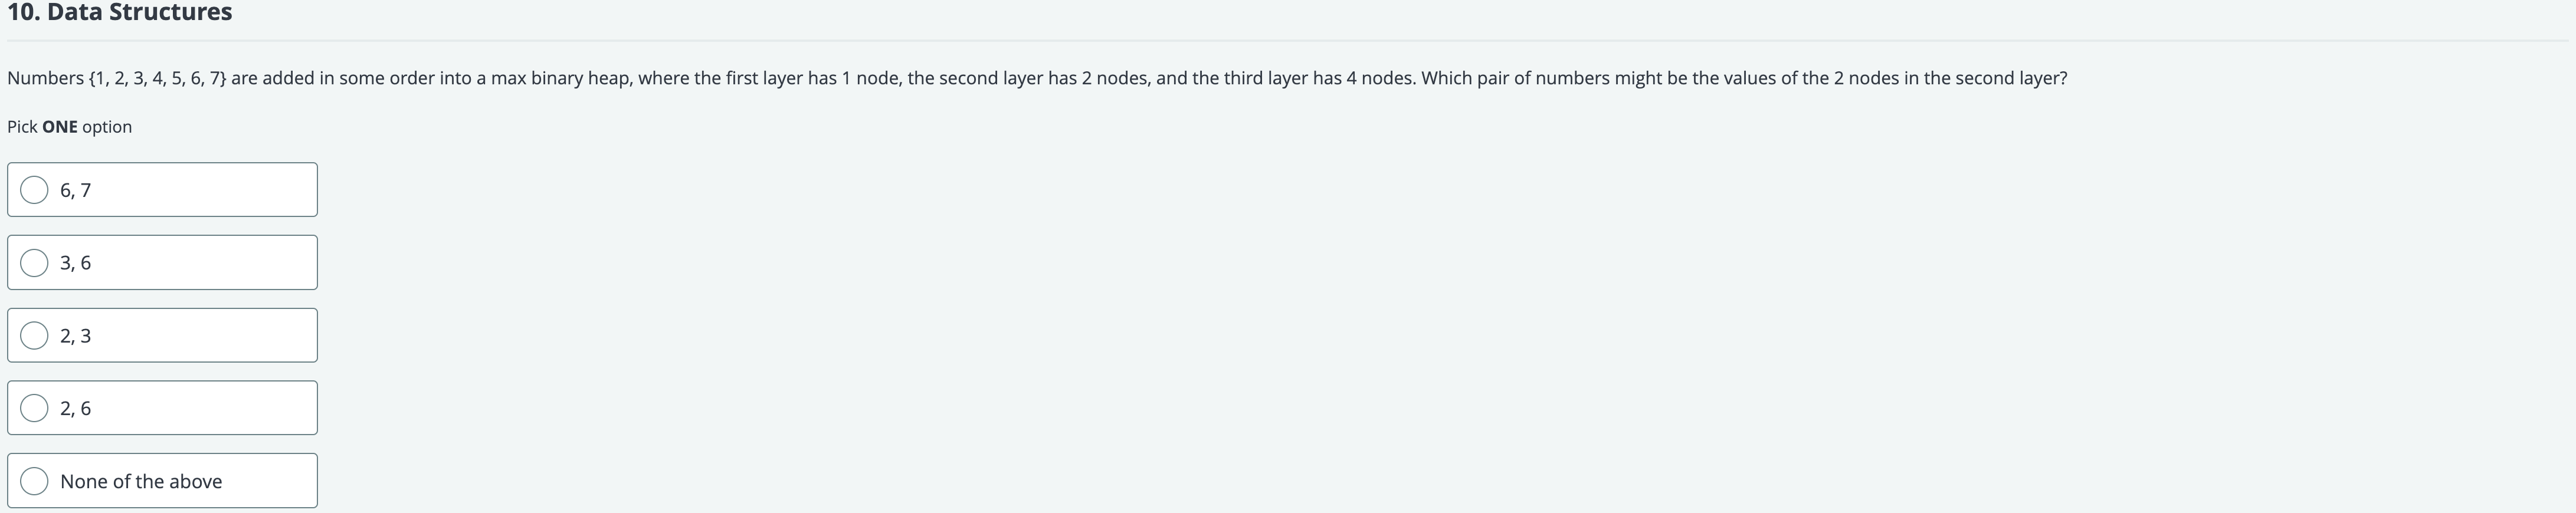 10. Data Structures
Numbers {1, 2, 3, 4, 5, 6, 7} are added in some order into a max binary heap, where the first layer has 1 node, the second layer has 2 nodes, and the third layer has 4 nodes. Which pair of numbers might be the values of the 2 nodes in the second layer?
Pick ONE option
6, 7
3, 6
2, 3
2, 6
None of the above